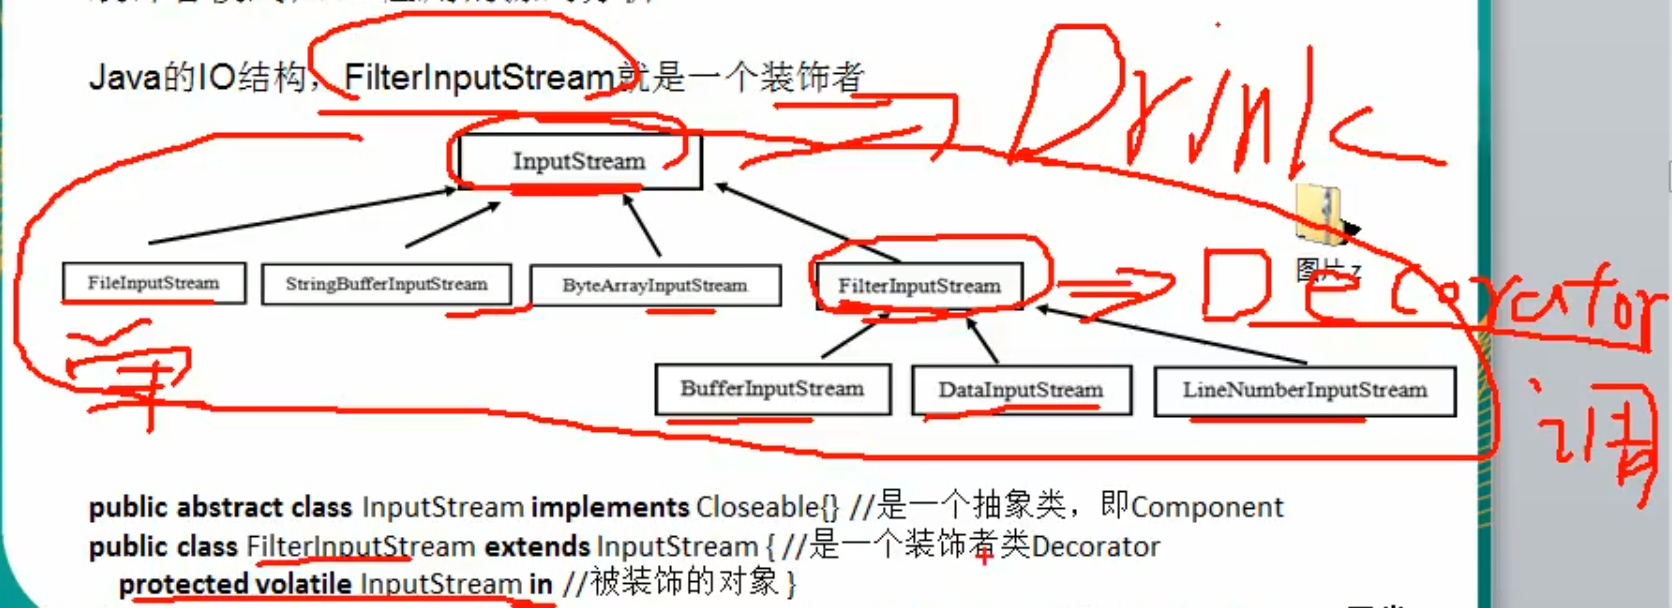 Java的IO结构，FilterInputStream就是一个装饰者
Drink
InputStream
图片.z
FileInputStream
StringBufferInputStream
ByteArrayInputStream
FilterInputStream
Decorator
单
BufferInputStream
DataInputStream
LineNumberInputStream
调
public abstract class InputStream implements Closeable{} //是一个抽象类，即Component
public class FilterInputStream extends InputStream { //是一个装饰者类Decorator
protected volatile InputStream in //被装饰的对象 }